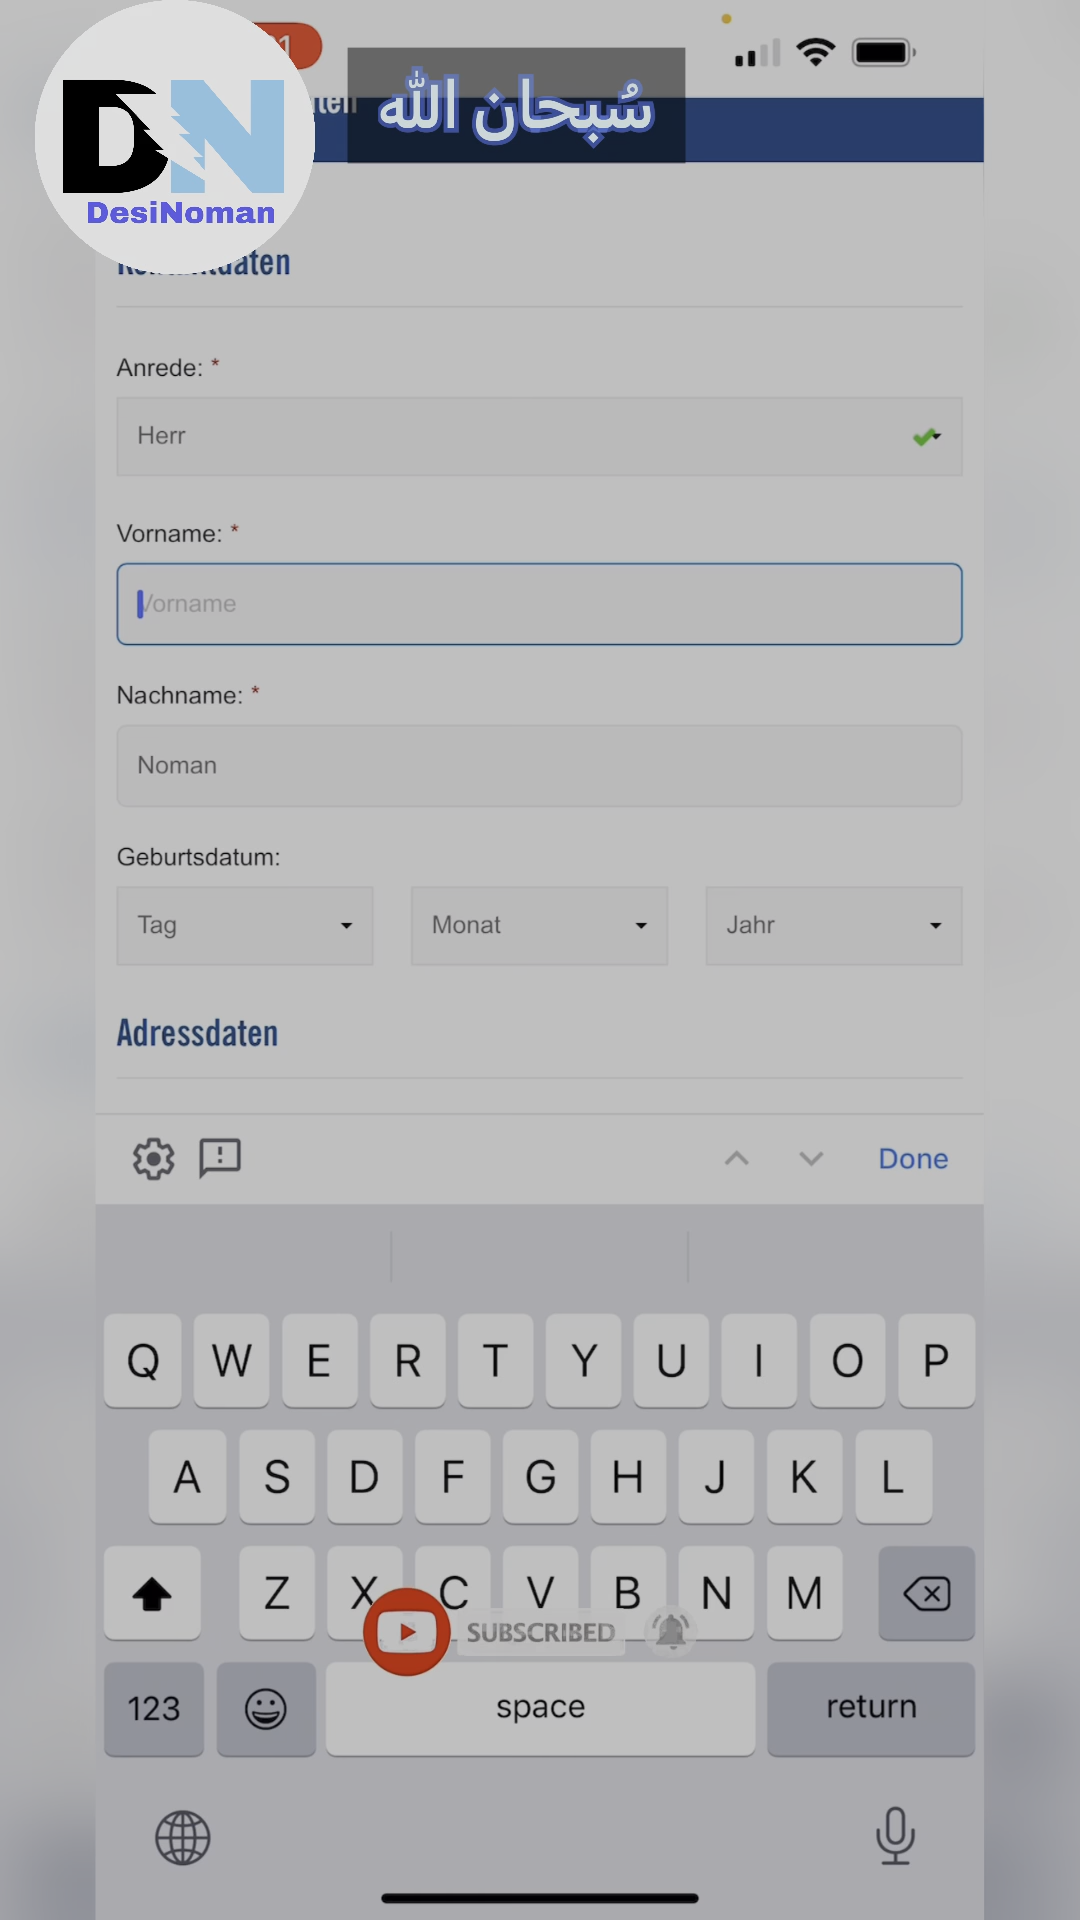 DN
DesiNoman
سُبحان اللّٰه
Anrede: *
Herr
Vorname: *
Vorname
Nachname: *
Noman
Geburtsdatum:
Tag
Monat
Jahr
Adressdaten
Done
Q W E R T Y U I O P
A S D F G H J K L
Z X C V B N M
SUBSCRIBED
123
space
return